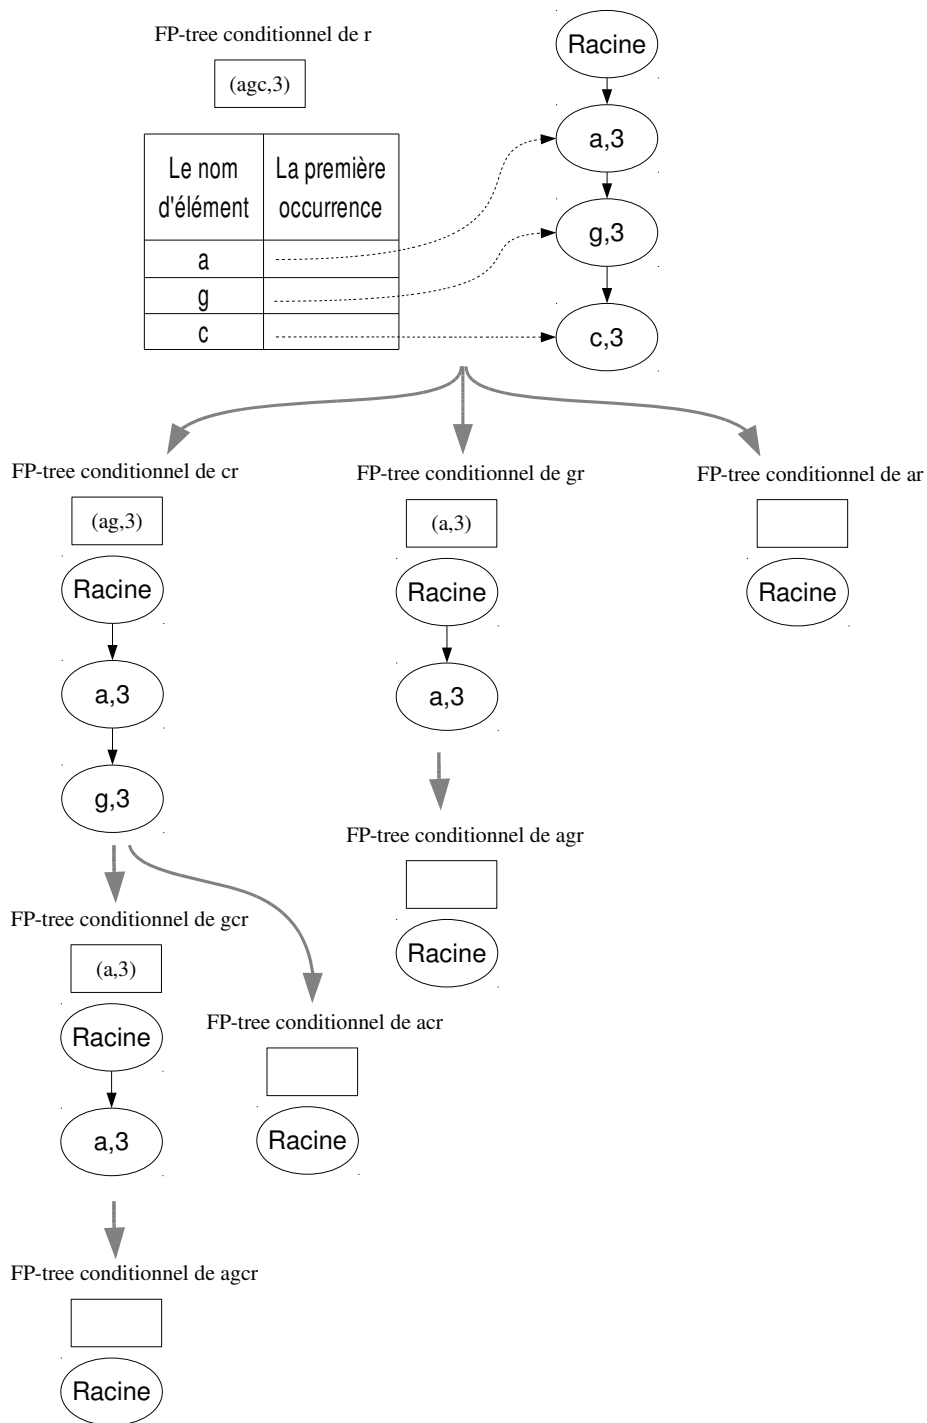 FP-tree conditionnel de r
(agc,3)
Racine
a,3
g,3
c,3
Le nom
d'élément
La première
occurrence
a
g
c
FP-tree conditionnel de cr
(ag,3)
Racine
a,3
g,3
FP-tree conditionnel de gr
(a,3)
Racine
a,3
FP-tree conditionnel de ar
Racine
FP-tree conditionnel de agr
Racine
FP-tree conditionnel de gcr
(a,3)
Racine
a,3
FP-tree conditionnel de acr
Racine
FP-tree conditionnel de agcr
Racine